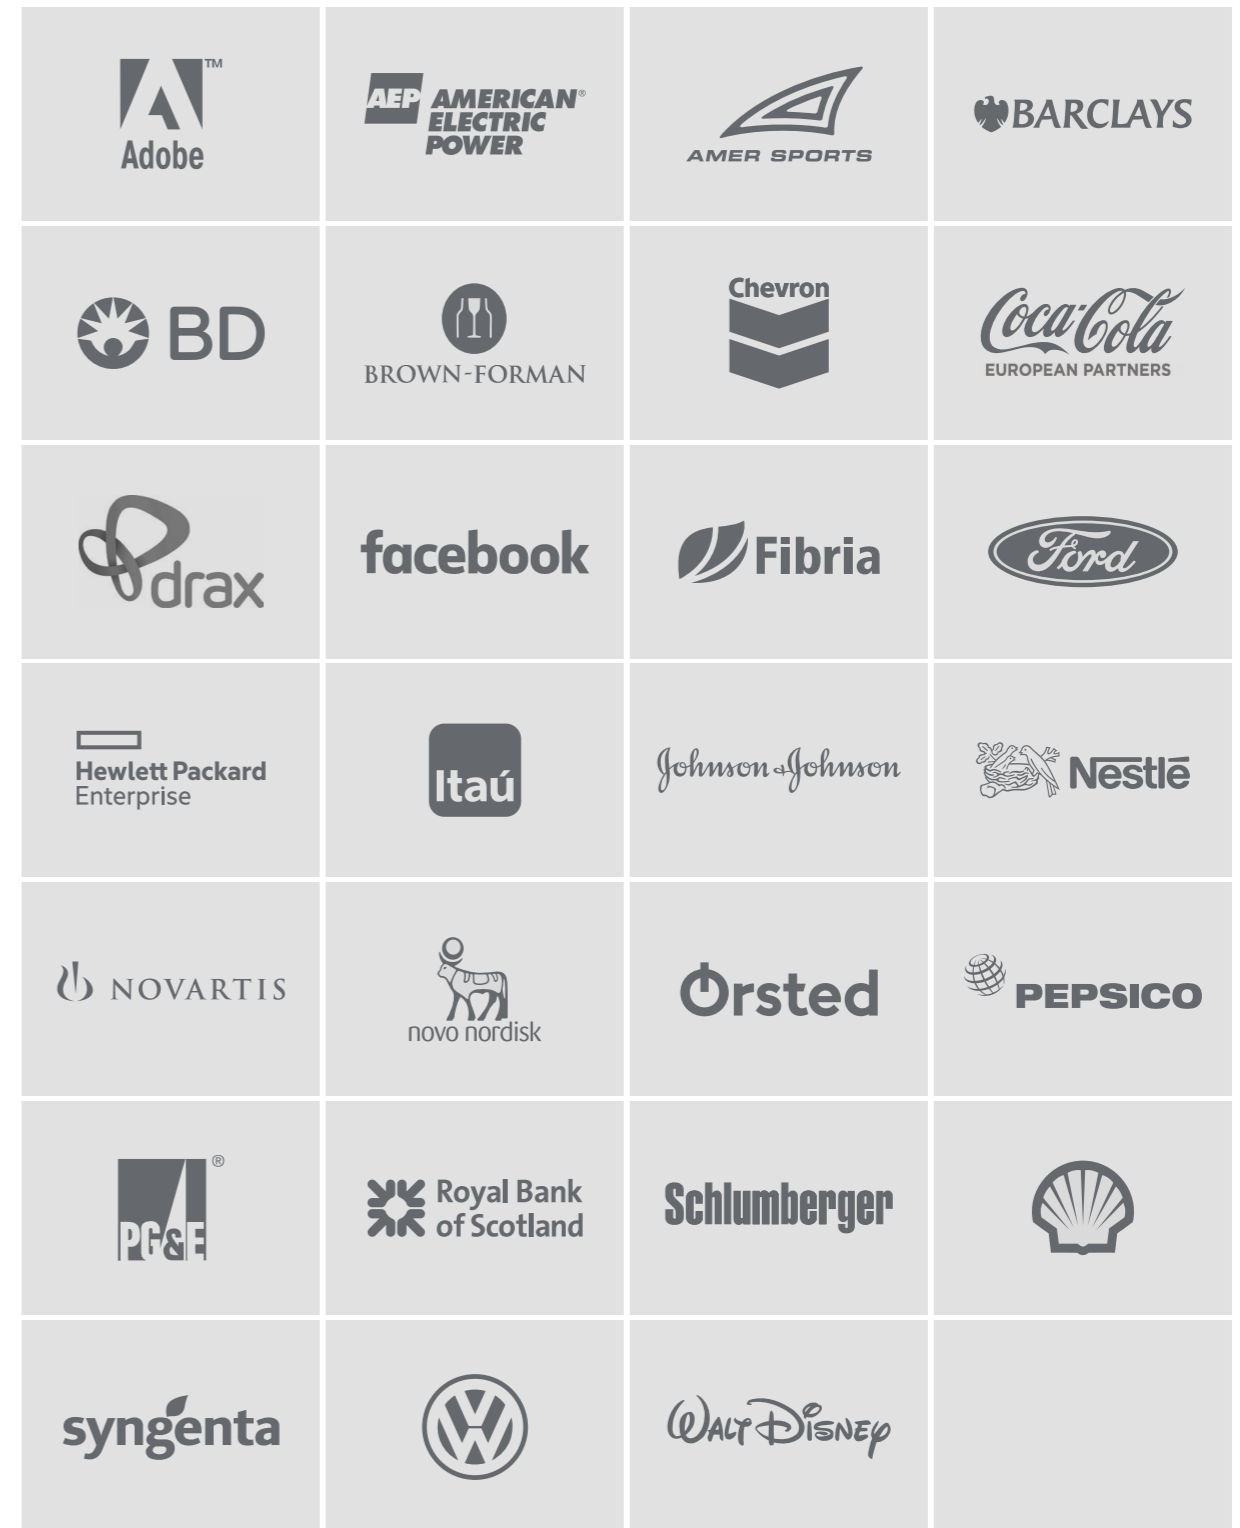 TM
Adobe
AEP AMERICAN®
ELECTRIC
POWER
AMER SPORTS
BARCLAYS
BD
BROWN-FORMAN
Chevron
Coca-Cola
EUROPEAN PARTNERS
drax
facebook
Fibria
Ford
Hewlett Packard
Enterprise
Itaú
Johnson & Johnson
Nestlé
NOVARTIS
novo nordisk
Ørsted
PEPSICO
PG&E ®
Royal Bank
of Scotland
Schlumberger
syngenta
VW
WALT DISNEY